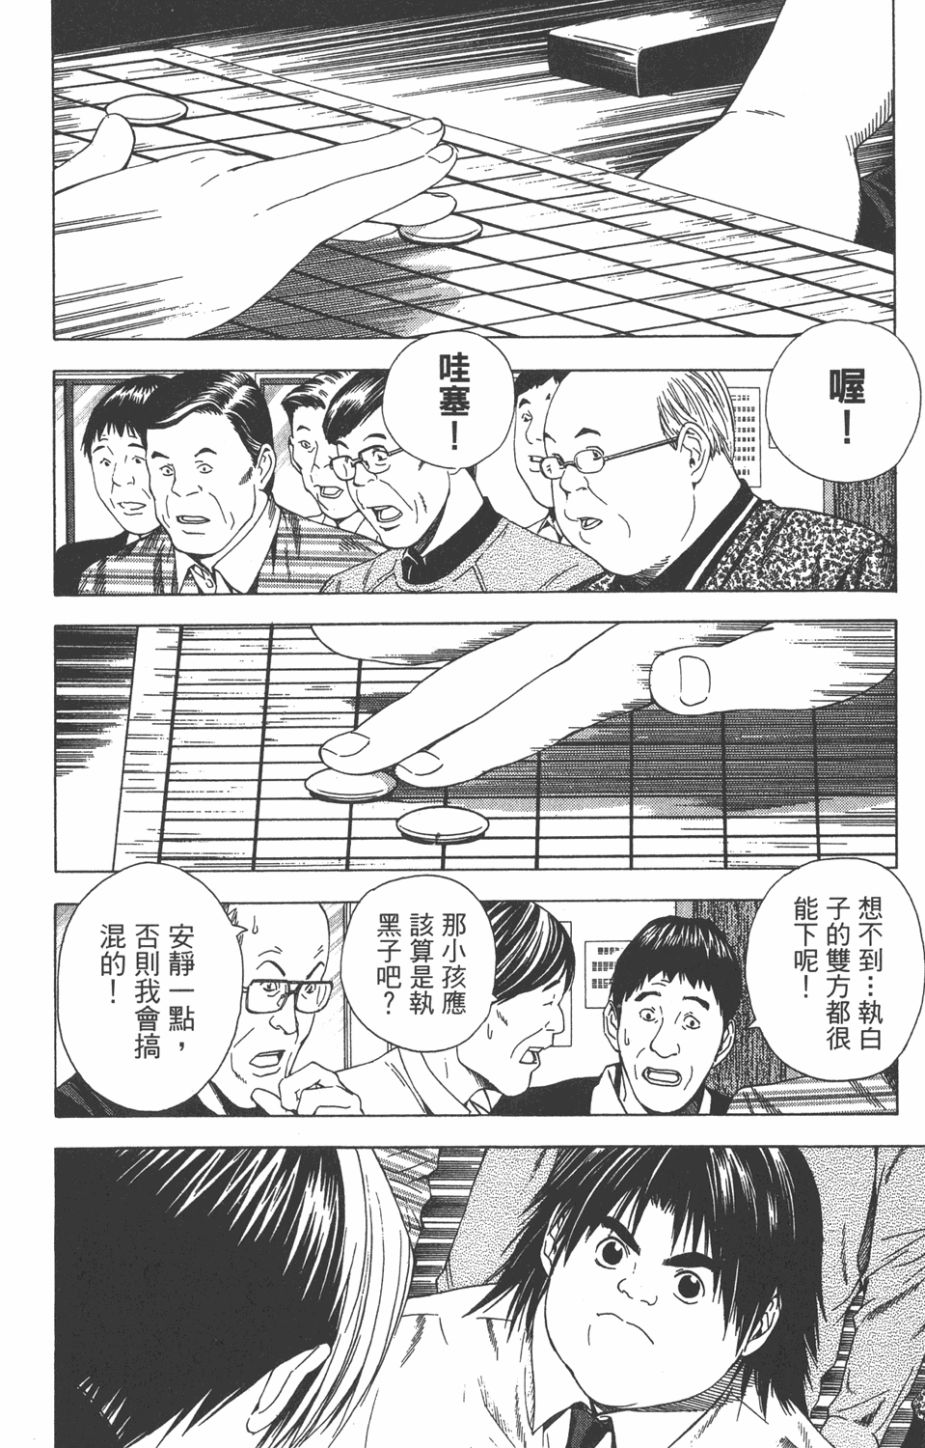 喔！
哇塞！
想不到…執白
子的雙方都很
能下呢！
那小孩應
該算是執
黑子吧？
安靜一點，
否則我會搞
混的！